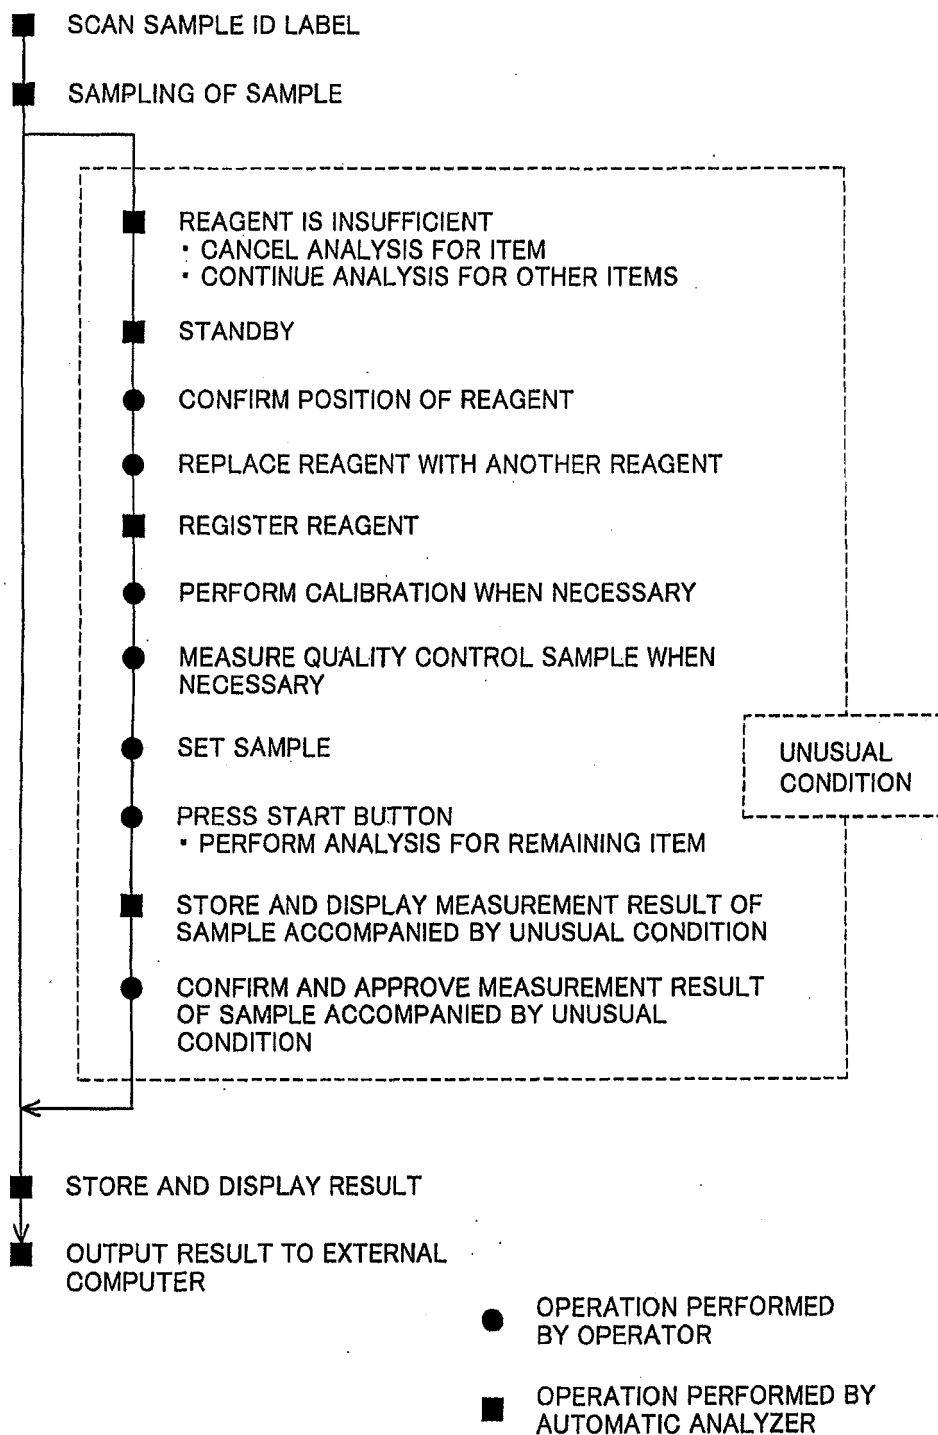 SCAN SAMPLE ID LABEL
SAMPLING OF SAMPLE
REAGENT IS INSUFFICIENT
· CANCEL ANALYSIS FOR ITEM
· CONTINUE ANALYSIS FOR OTHER ITEMS
STANDBY
CONFIRM POSITION OF REAGENT
REPLACE REAGENT WITH ANOTHER REAGENT
REGISTER REAGENT
PERFORM CALIBRATION WHEN NECESSARY
MEASURE QUALITY CONTROL SAMPLE WHEN
NECESSARY
SET SAMPLE
UNUSUAL
CONDITION
PRESS START BUTTON
· PERFORM ANALYSIS FOR REMAINING ITEM
STORE AND DISPLAY MEASUREMENT RESULT OF
SAMPLE ACCOMPANIED BY UNUSUAL CONDITION
CONFIRM AND APPROVE MEASUREMENT RESULT
OF SAMPLE ACCOMPANIED BY UNUSUAL
CONDITION
STORE AND DISPLAY RESULT
OUTPUT RESULT TO EXTERNAL
COMPUTER
OPERATION PERFORMED
BY OPERATOR
OPERATION PERFORMED BY
AUTOMATIC ANALYZER